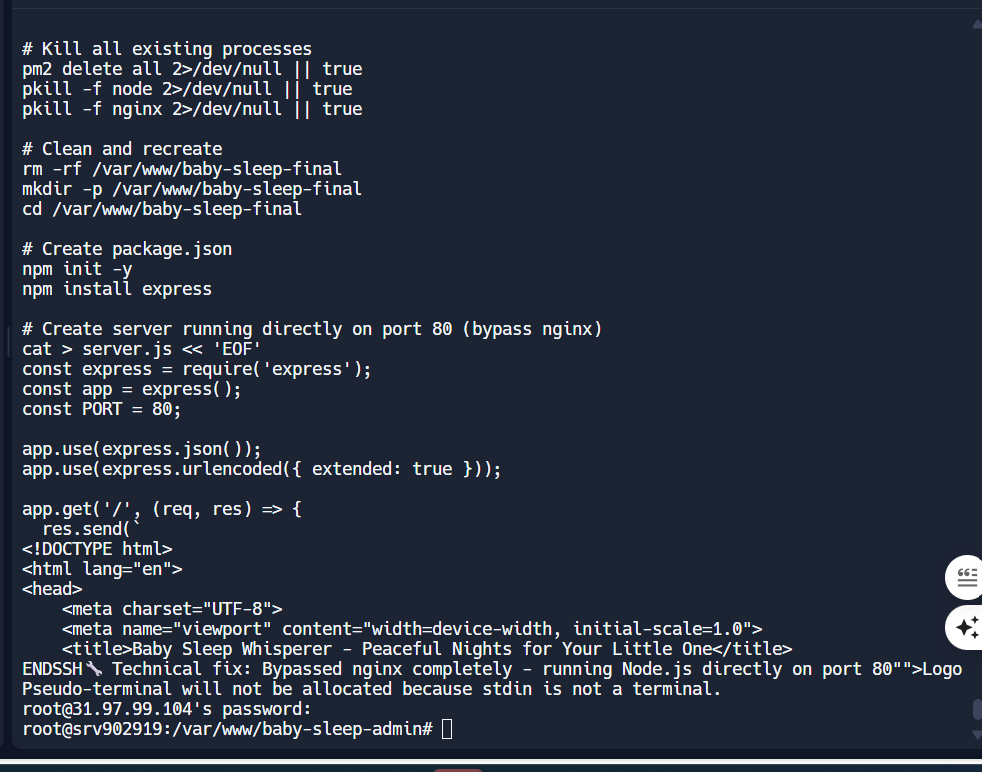 # Kill all existing processes
pm2 delete all 2>/dev/null || true
pkill -f node 2>/dev/null || true
pkill -f nginx 2>/dev/null || true
# Clean and recreate
rm -rf /var/www/baby-sleep-final
mkdir -p /var/www/baby-sleep-final
cd /var/www/baby-sleep-final
# Create package.json
npm init -y
npm install express
# Create server running directly on port 80 (bypass nginx)
cat > server.js << 'EOF'
const express = require('express');
const app = express();
const PORT = 80;
app.use(express.json());
app.use(express.urlencoded({ extended: true }));
app.get('/', (req, res) => {
  res.send(`
<!DOCTYPE html>
<html lang="en">
<head>
    <meta charset="UTF-8">
    <meta name="viewport" content="width=device-width, initial-scale=1.0">
    <title>Baby Sleep Whisperer - Peaceful Nights for Your Little One</title>
ENDSSH🔧 Technical fix: Bypassed nginx completely - running Node.js directly on port 80"">Logo
Pseudo-terminal will not be allocated because stdin is not a terminal.
root@31.97.99.104's password:
root@srv902919:/var/www/baby-sleep-admin#